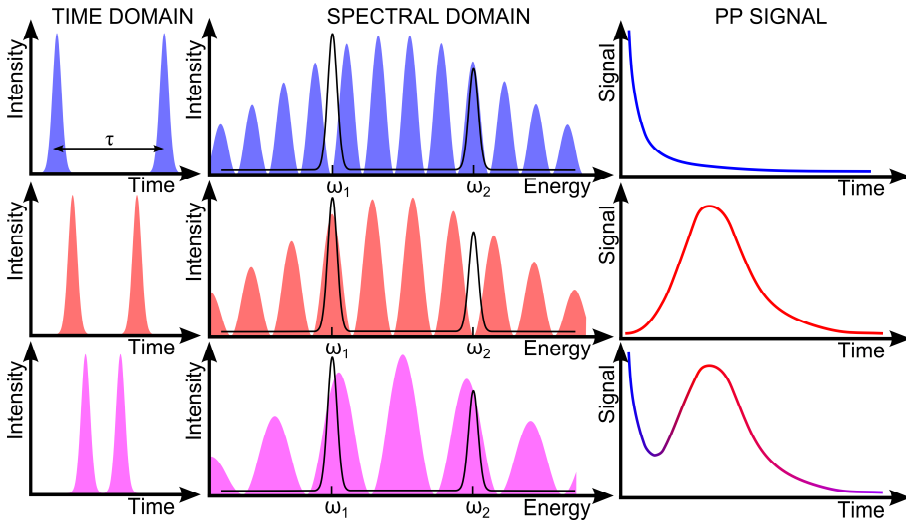 TIME DOMAIN
SPECTRAL DOMAIN
PP SIGNAL
Intensity
τ
Time
Intensity
ω1
ω2
Energy
Signal
Time
Intensity
Time
Intensity
ω1
ω2
Energy
Signal
Time
Intensity
Time
Intensity
ω1
ω2
Energy
Signal
Time